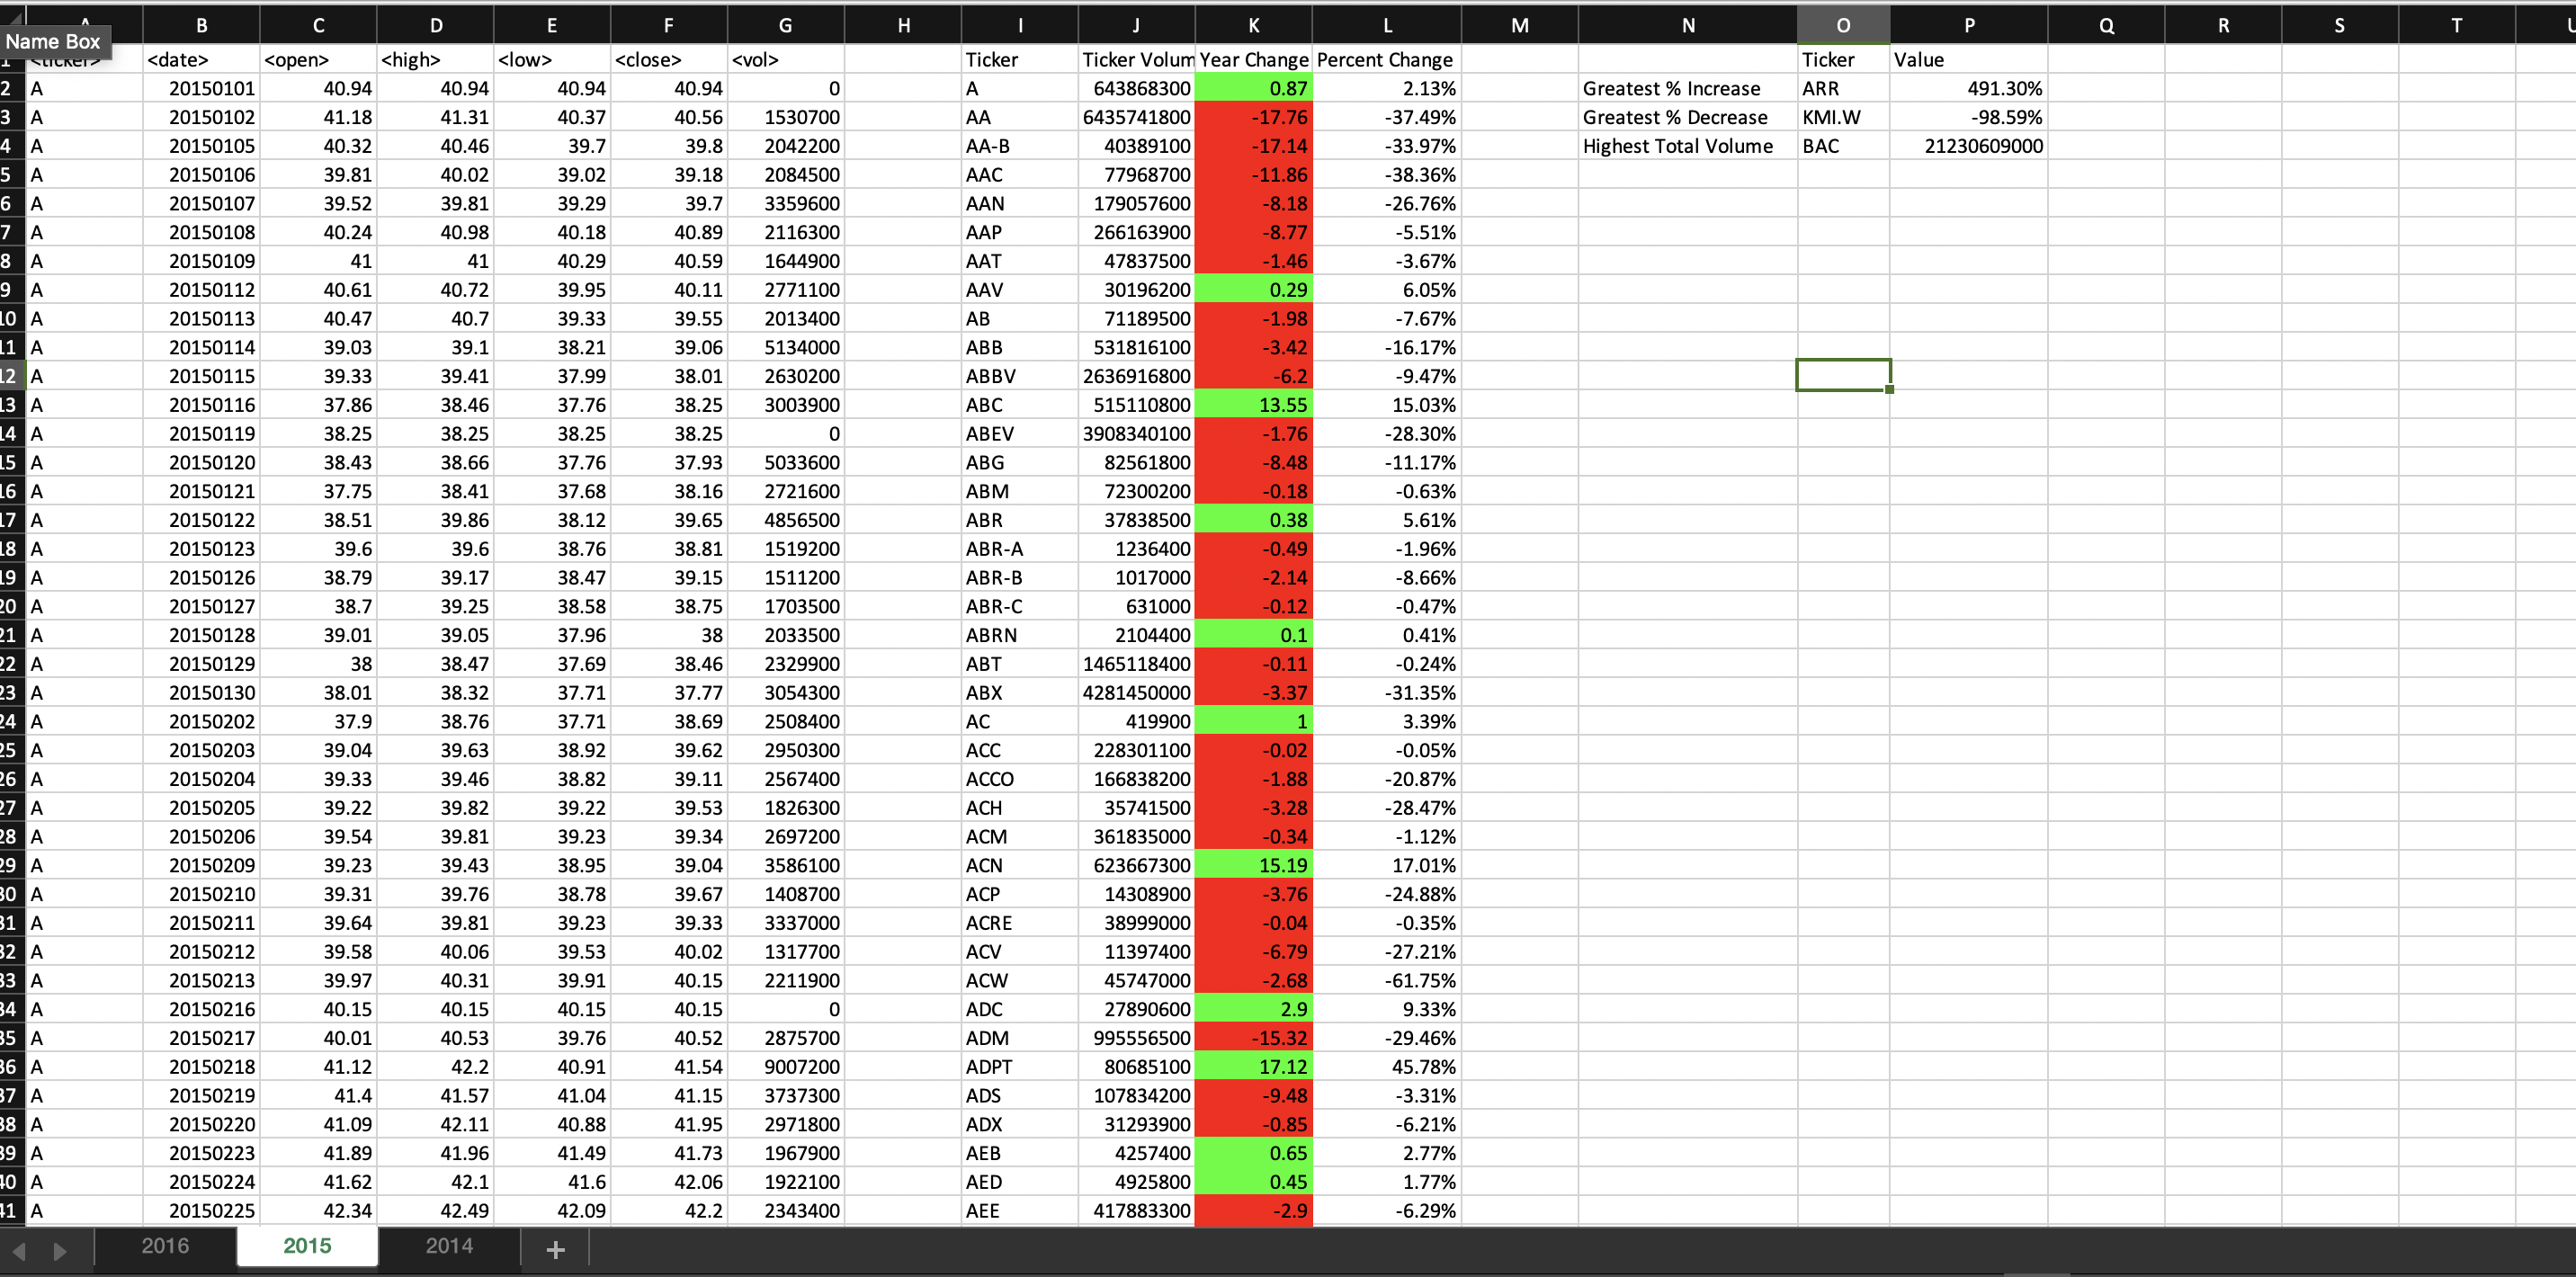 A B C D E F G H I J K L M N O P Q R S T U
Name Box
1 <ticker> <date> <open> <high> <low> <close> <vol> Ticker Ticker Volum Year Change Percent Change Ticker Value
2 A 20150101 40.94 40.94 40.94 40.94 0 A 643868300 0.87 2.13% Greatest % Increase ARR 491.30%
3 A 20150102 41.18 41.31 40.37 40.56 1530700 AA 6435741800 -17.76 -37.49% Greatest % Decrease KMI.W -98.59%
4 A 20150105 40.32 40.46 39.7 39.8 2042200 AA-B 40389100 -17.14 -33.97% Highest Total Volume BAC 21230609000
5 A 20150106 39.81 40.02 39.02 39.18 2084500 AAC 77968700 -11.86 -38.36%
6 A 20150107 39.52 39.81 39.29 39.7 3359600 AAN 179057600 -8.18 -26.76%
7 A 20150108 40.24 40.98 40.18 40.89 2116300 AAP 266163900 -8.77 -5.51%
8 A 20150109 41 41 40.29 40.59 1644900 AAT 47837500 -1.46 -3.67%
9 A 20150112 40.61 40.72 39.95 40.11 2771100 AAV 30196200 0.29 6.05%
10 A 20150113 40.47 40.7 39.33 39.55 2013400 AB 71189500 -1.98 -7.67%
11 A 20150114 39.03 39.1 38.21 39.06 5134000 ABB 531816100 -3.42 -16.17%
12 A 20150115 39.33 39.41 37.99 38.01 2630200 ABBV 2636916800 -6.2 -9.47%
13 A 20150116 37.86 38.46 37.76 38.25 3003900 ABC 515110800 13.55 15.03%
14 A 20150119 38.25 38.25 38.25 38.25 0 ABEV 3908340100 -1.76 -28.30%
15 A 20150120 38.43 38.66 37.76 37.93 5033600 ABG 82561800 -8.48 -11.17%
16 A 20150121 37.75 38.41 37.68 38.16 2721600 ABM 72300200 -0.18 -0.63%
17 A 20150122 38.51 39.86 38.12 39.65 4856500 ABR 37838500 0.38 5.61%
18 A 20150123 39.6 39.6 38.76 38.81 1519200 ABR-A 1236400 -0.49 -1.96%
19 A 20150126 38.79 39.17 38.47 39.15 1511200 ABR-B 1017000 -2.14 -8.66%
20 A 20150127 38.7 39.25 38.58 38.75 1703500 ABR-C 631000 -0.12 -0.47%
21 A 20150128 39.01 39.05 37.96 38 2033500 ABRN 2104400 0.1 0.41%
22 A 20150129 38 38.47 37.69 38.46 2329900 ABT 1465118400 -0.11 -0.24%
23 A 20150130 38.01 38.32 37.71 37.77 3054300 ABX 4281450000 -3.37 -31.35%
24 A 20150202 37.9 38.76 37.71 38.69 2508400 AC 419900 1 3.39%
25 A 20150203 39.04 39.63 38.92 39.62 2950300 ACC 228301100 -0.02 -0.05%
26 A 20150204 39.33 39.46 38.82 39.11 2567400 ACCO 166838200 -1.88 -20.87%
27 A 20150205 39.22 39.82 39.22 39.53 1826300 ACH 35741500 -3.28 -28.47%
28 A 20150206 39.54 39.81 39.23 39.34 2697200 ACM 361835000 -0.34 -1.12%
29 A 20150209 39.23 39.43 38.95 39.04 3586100 ACN 623667300 15.19 17.01%
30 A 20150210 39.31 39.76 38.78 39.67 1408700 ACP 14308900 -3.76 -24.88%
31 A 20150211 39.64 39.81 39.23 39.33 3337000 ACRE 38999000 -0.04 -0.35%
32 A 20150212 39.58 40.06 39.53 40.02 1317700 ACV 11397400 -6.79 -27.21%
33 A 20150213 39.97 40.31 39.91 40.15 2211900 ACW 45747000 -2.68 -61.75%
34 A 20150216 40.15 40.15 40.15 40.15 0 ADC 27890600 2.9 9.33%
35 A 20150217 40.01 40.53 39.76 40.52 2875700 ADM 995556500 -15.32 -29.46%
36 A 20150218 41.12 42.2 40.91 41.54 9007200 ADPT 80685100 17.12 45.78%
37 A 20150219 41.4 41.57 41.04 41.15 3737300 ADS 107834200 -9.48 -3.31%
38 A 20150220 41.09 42.11 40.88 41.95 2971800 ADX 31293900 -0.85 -6.21%
39 A 20150223 41.89 41.96 41.49 41.73 1967900 AEB 4257400 0.65 2.77%
40 A 20150224 41.62 42.1 41.6 42.06 1922100 AED 4925800 0.45 1.77%
41 A 20150225 42.34 42.49 42.09 42.2 2343400 AEE 417883300 -2.9 -6.29%
2016 2015 2014 +